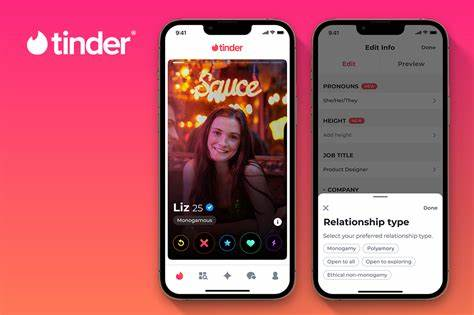 tinder®
9:41
tinder
Sauce
Liz 25
Monogamous
9:41
Edit Info
Done
Edit
Preview
PRONOUNS NEW
She/Her/They
HEIGHT NEW
Add height
JOB TITLE
Product Designer
COMPANY
Done
Relationship type
Select your preferred relationship type.
Monogamy
Polyamory
Open to all
Open to exploring
Ethical non-monogamy